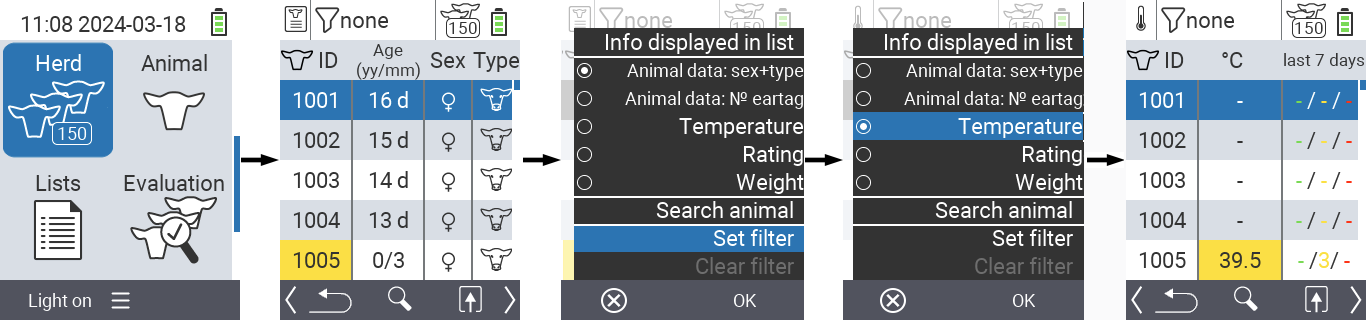 11:08 2024-03-18
Herd
150
Animal
Lists
Evaluation
Light on
none
150
ID
Age
(yy/mm)
Sex
Type
1001 16 d ♀
1002 15 d ♀
1003 14 d ♀
1004 13 d ♀
1005 0/3 ♀
none
150
Info displayed in list
Animal data: sex+type
Animal data: № eartag
Temperature
Rating
Weight
Search animal
Set filter
Clear filter
OK
none
150
Info displayed in list
Animal data: sex+type
Animal data: № eartag
Temperature
Rating
Weight
Search animal
Set filter
Clear filter
OK
none
150
ID °C last 7 days
1001 - - / - / -
1002 - - / - / -
1003 - - / - / -
1004 - - / - / -
1005 39.5 - /3/ -